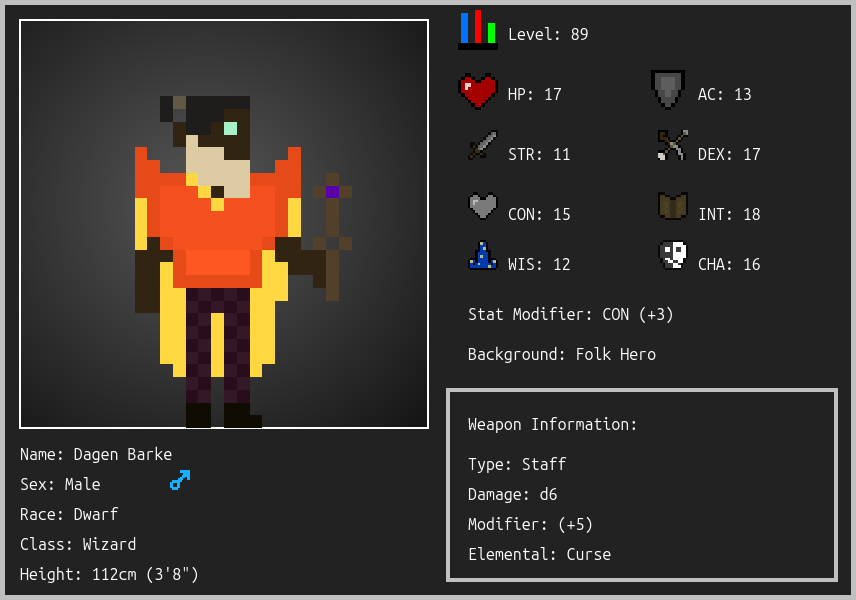 Level: 89
HP: 17
AC: 13
STR: 11
DEX: 17
CON: 15
INT: 18
WIS: 12
CHA: 16
Stat Modifier: CON (+3)
Background: Folk Hero
Weapon Information:
Type: Staff
Damage: d6
Modifier: (+5)
Elemental: Curse
Name: Dagen Barke
Sex: Male
Race: Dwarf
Class: Wizard
Height: 112cm (3'8")